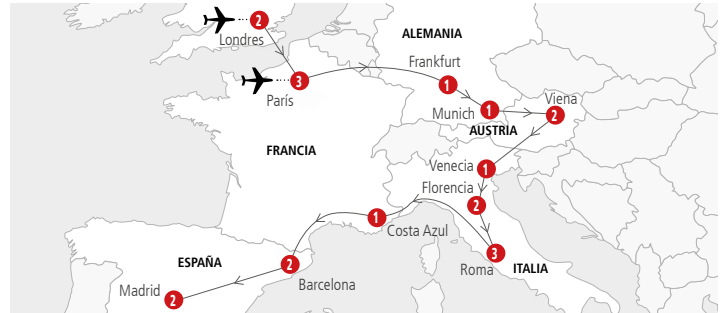 2
Londres
ALEMANIA
3
París
Frankfurt
1
Munich
1
Viena
2
AUSTRIA
FRANCIA
Venecia
1
Florencia
2
1
Costa Azul
3
Roma
ITALIA
ESPAÑA
2
Barcelona
Madrid
2